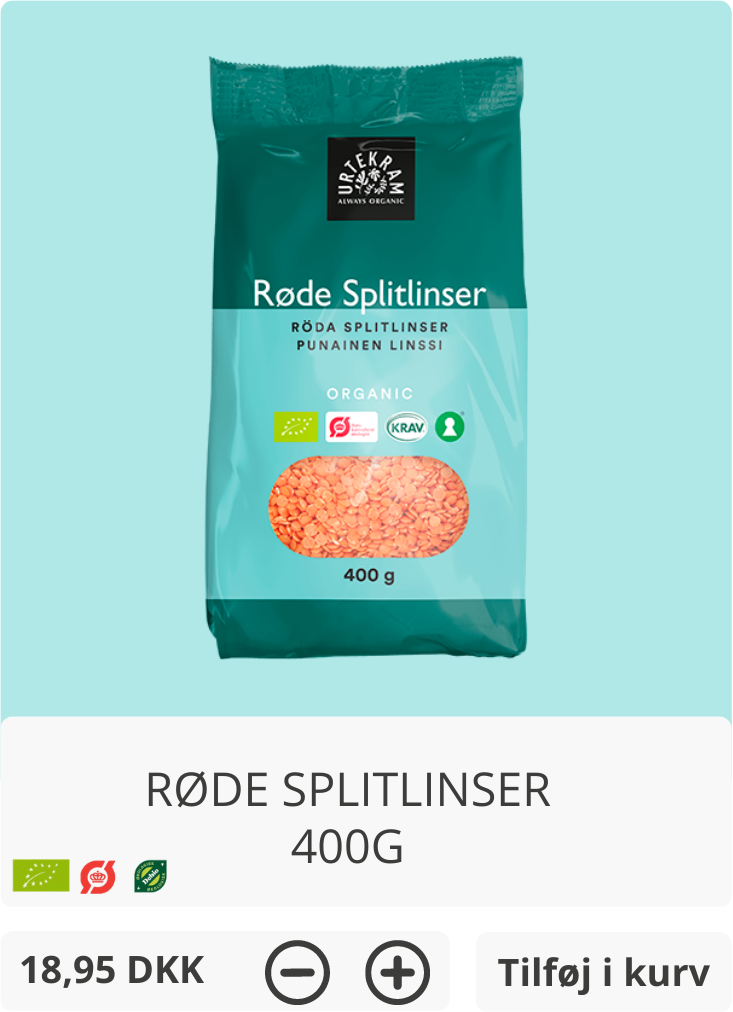 URTEKRAM
ALWAYS ORGANIC
Røde Splitlinser
RÖDA SPLITLINSER
PUNAINEN LINSSI
ORGANIC
KRAV
400 g
RØDE SPLITLINSER
400G
Debio
18,95 DKK
Tilføj i kurv